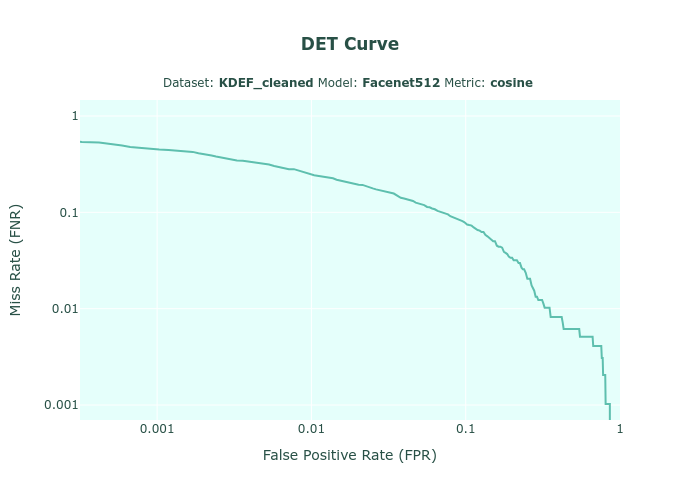 DET Curve
Dataset: KDEF_cleaned Model: Facenet512 Metric: cosine
1
0.1
0.01
0.001
Miss Rate (FNR)
0.001
0.01
0.1
1
False Positive Rate (FPR)